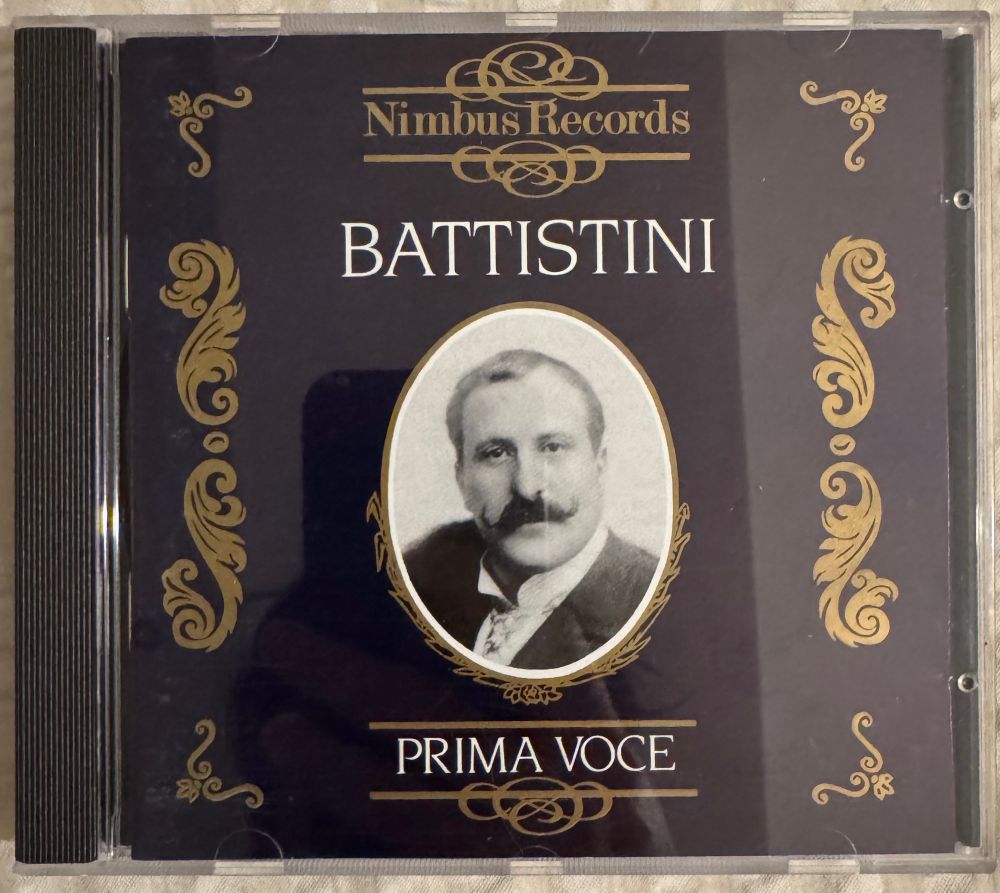 Nimbus Records
BATTISTINI
PRIMA VOCE